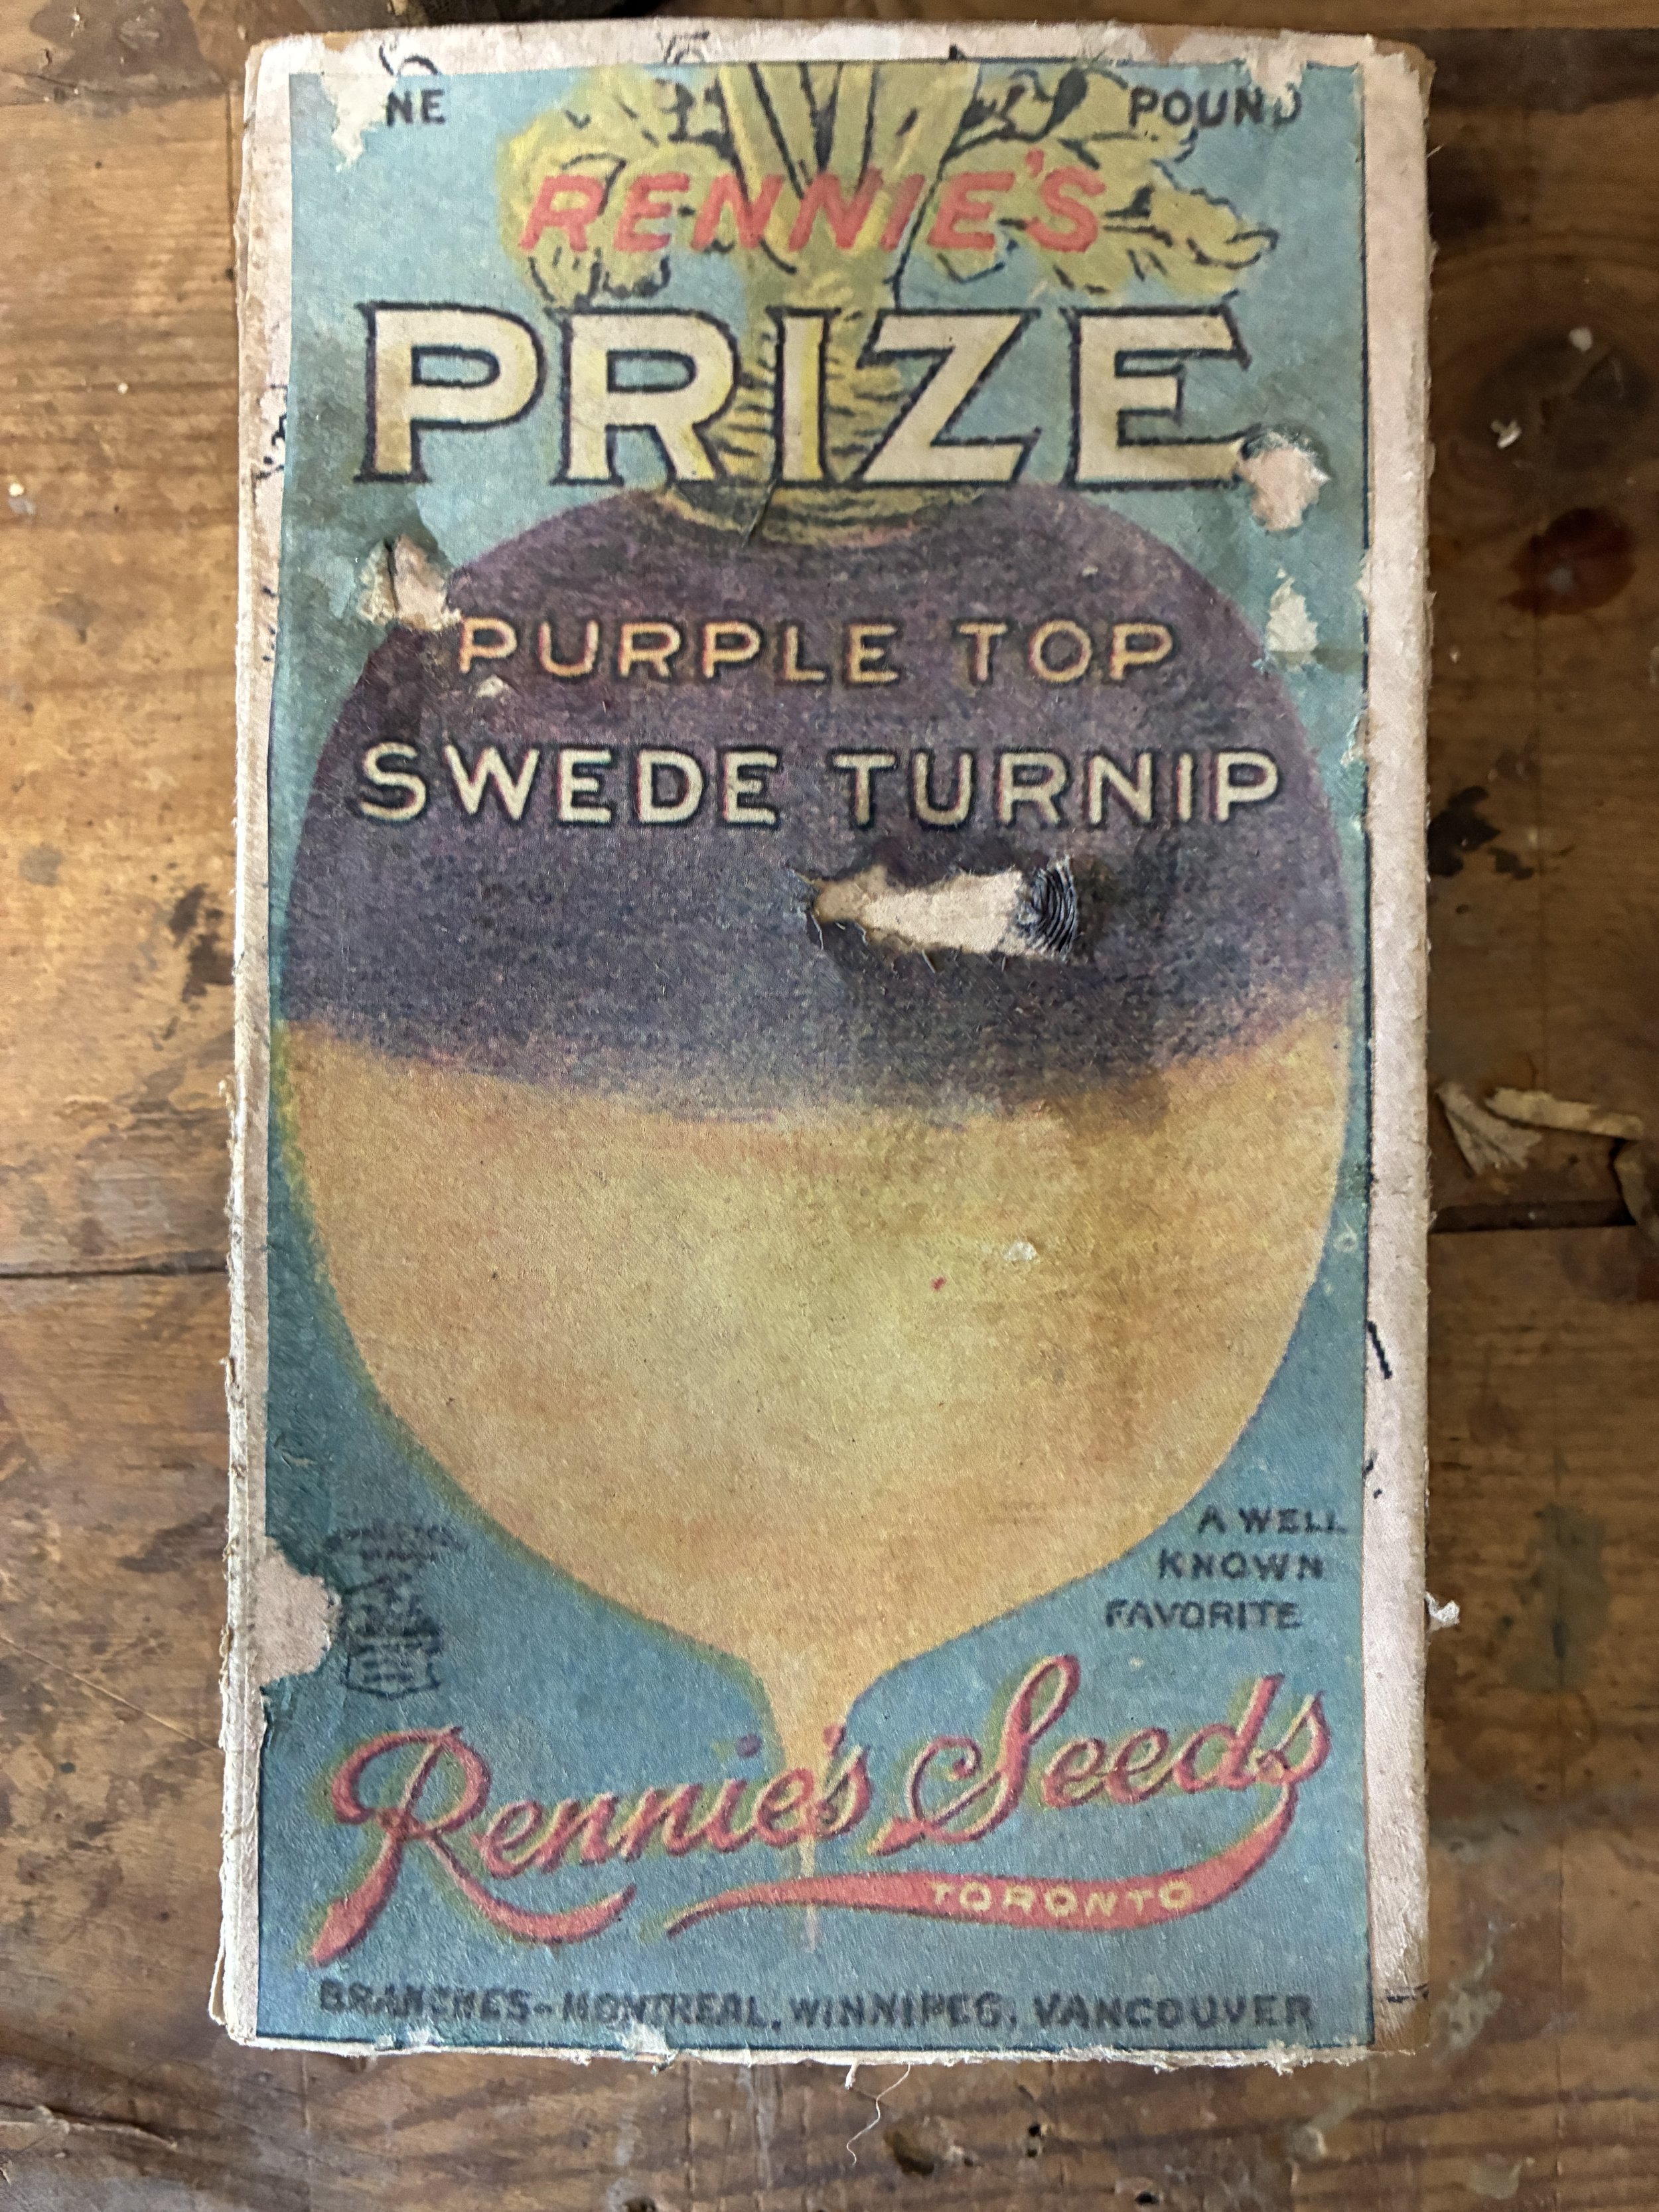 NE POUND
RENNIE'S
PRIZE
PURPLE TOP
SWEDE TURNIP
A WELL
KNOWN
FAVORITE
Rennie's Seeds
TORONTO
BRANCHES-MONTREAL, WINNIPEG, VANCOUVER